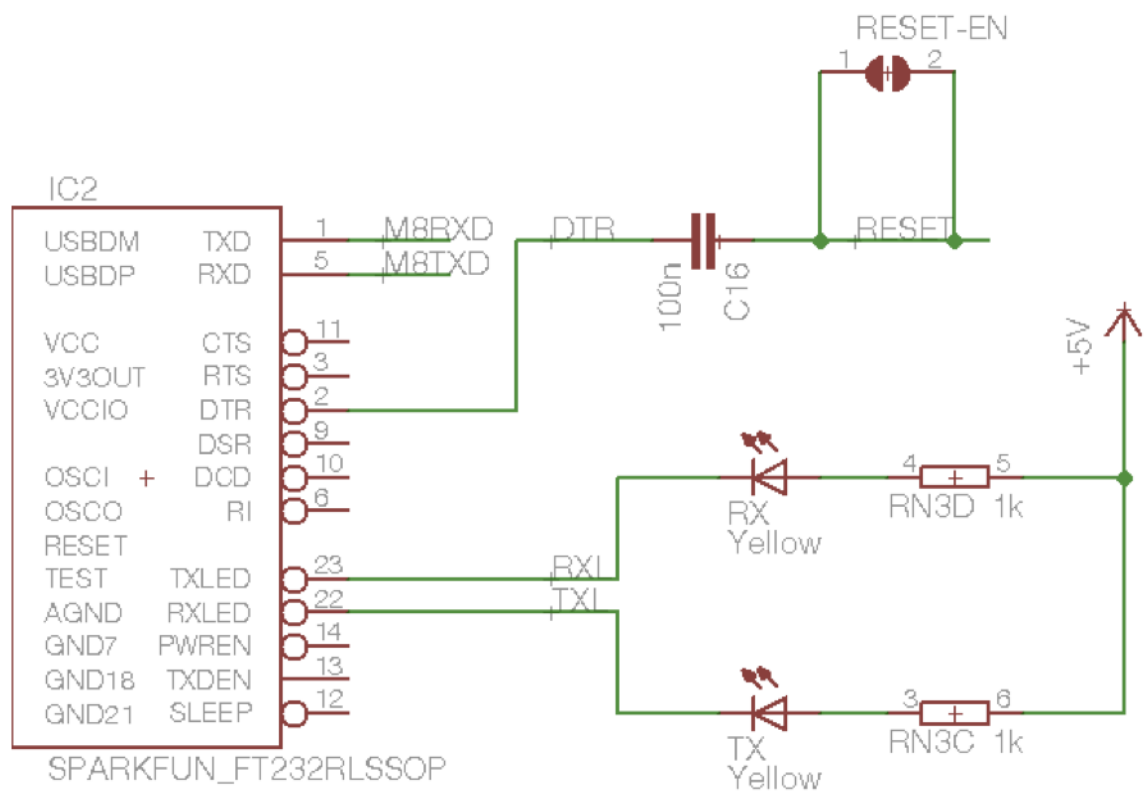 RESET-EN
1 2
IC2
USBDM TXD 1 M8RXD DTR RESET
USBDP RXD 5 M8TXD
100n C16
VCC CTS 11
3V3OUT RTS 3
VCCIO DTR 2
DSR 9
+5V
OSCI DCD 10 4 5
OSCO RI 6 RX RN3D 1k
RESET Yellow
TEST TXLED 23 RXL
AGND RXLED 22 TXL
GND7 PWREN 14
GND18 TXDEN 13
GND21 SLEEP 12 3 6
TX RN3C 1k
SPARKFUN_FT232RLSSOP Yellow